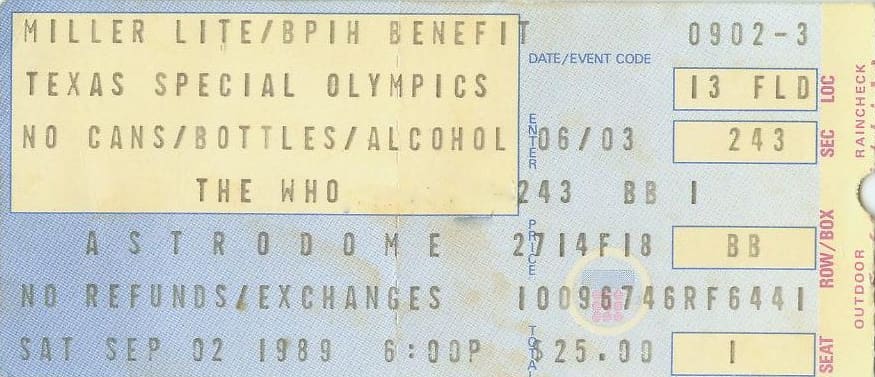 MILLER LITE/BPIH BENEFIT 0902-3
DATE/EVENT CODE
TEXAS SPECIAL OLYMPICS 13 FLD LOC
NO CANS/BOTTLES/ALCOHOL ENTER 06/03 243 SEC
THE WHO 243 BB 1
ASTRODOME PRICE 2714F18 BB ROW/BOX
NO REFUNDS/EXCHANGES 10096746RF6441
SAT SEP 02 1989 6:00P TOTAL $25.00 1 SEAT
RAINCHECK
OUTDOOR